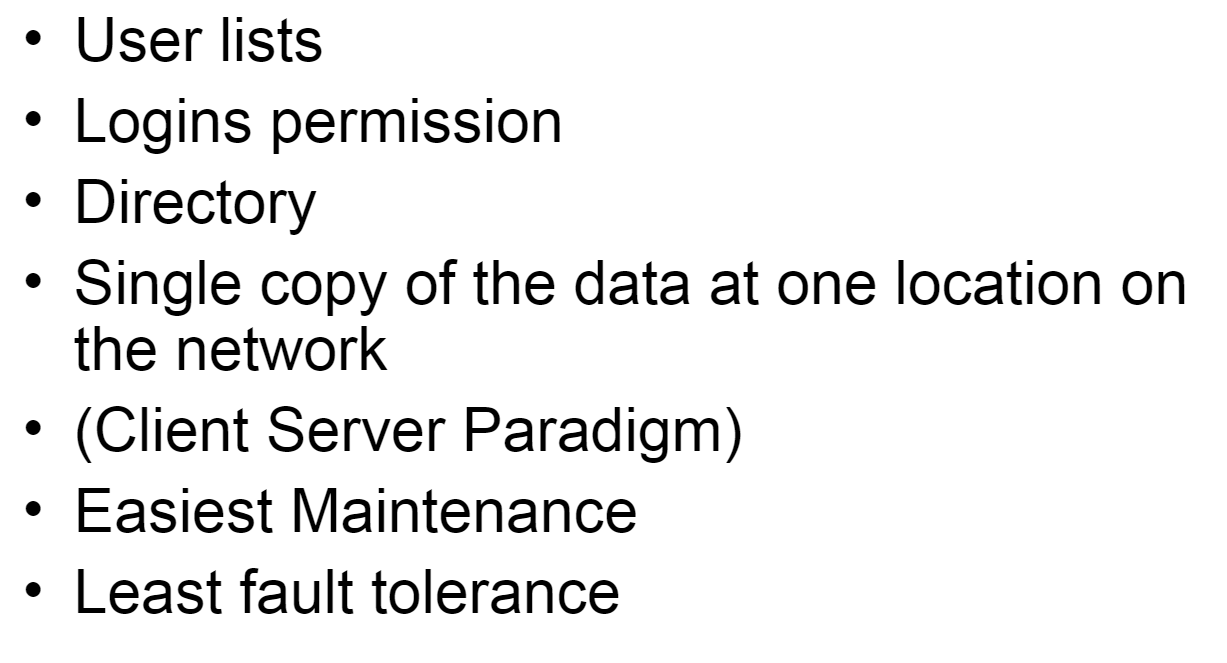 • User lists
• Logins permission
• Directory
• Single copy of the data at one location on
the network
• (Client Server Paradigm)
• Easiest Maintenance
• Least fault tolerance